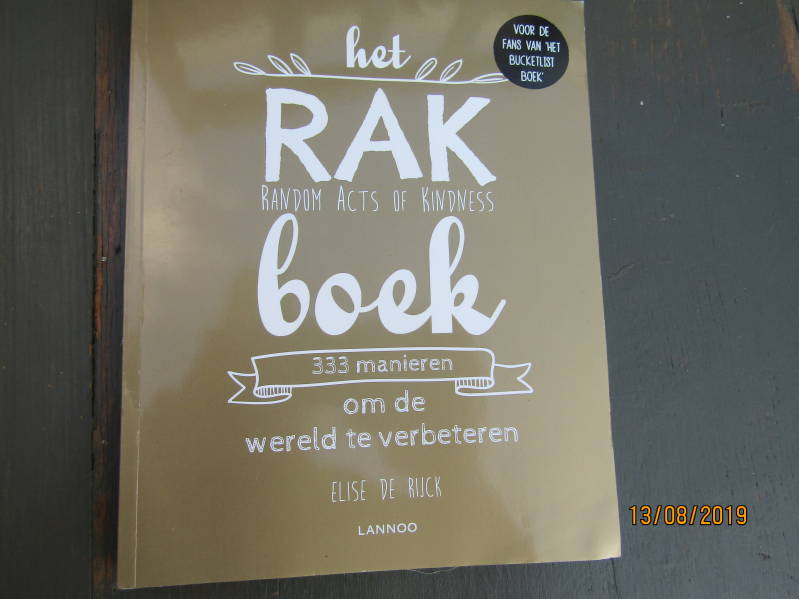 het
VOOR DE
FANS VAN 'HET
BUCKETLIST
BOEK'
RAK
RANDOM ACTS OF KINDNESS
boek
333 manieren
om de
wereld te verbeteren
ELISE DE RIJCK
LANNOO
13/08/2019